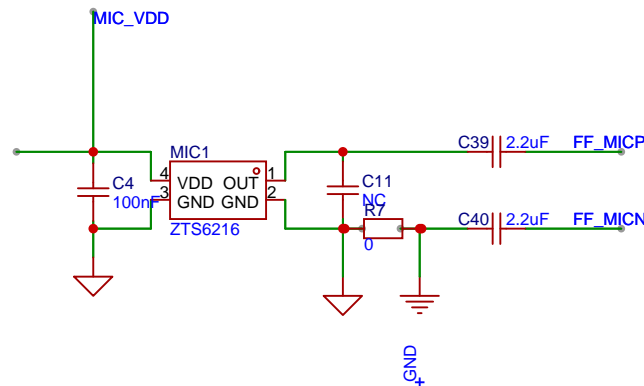 MIC_VDD
MIC1
C39 2.2uF FF_MICP
4 VDD OUT 1
3 GND GND 2
C4
100nF
ZTS6216
C11
NC
R7
0
C40 2.2uF FF_MICN
GND